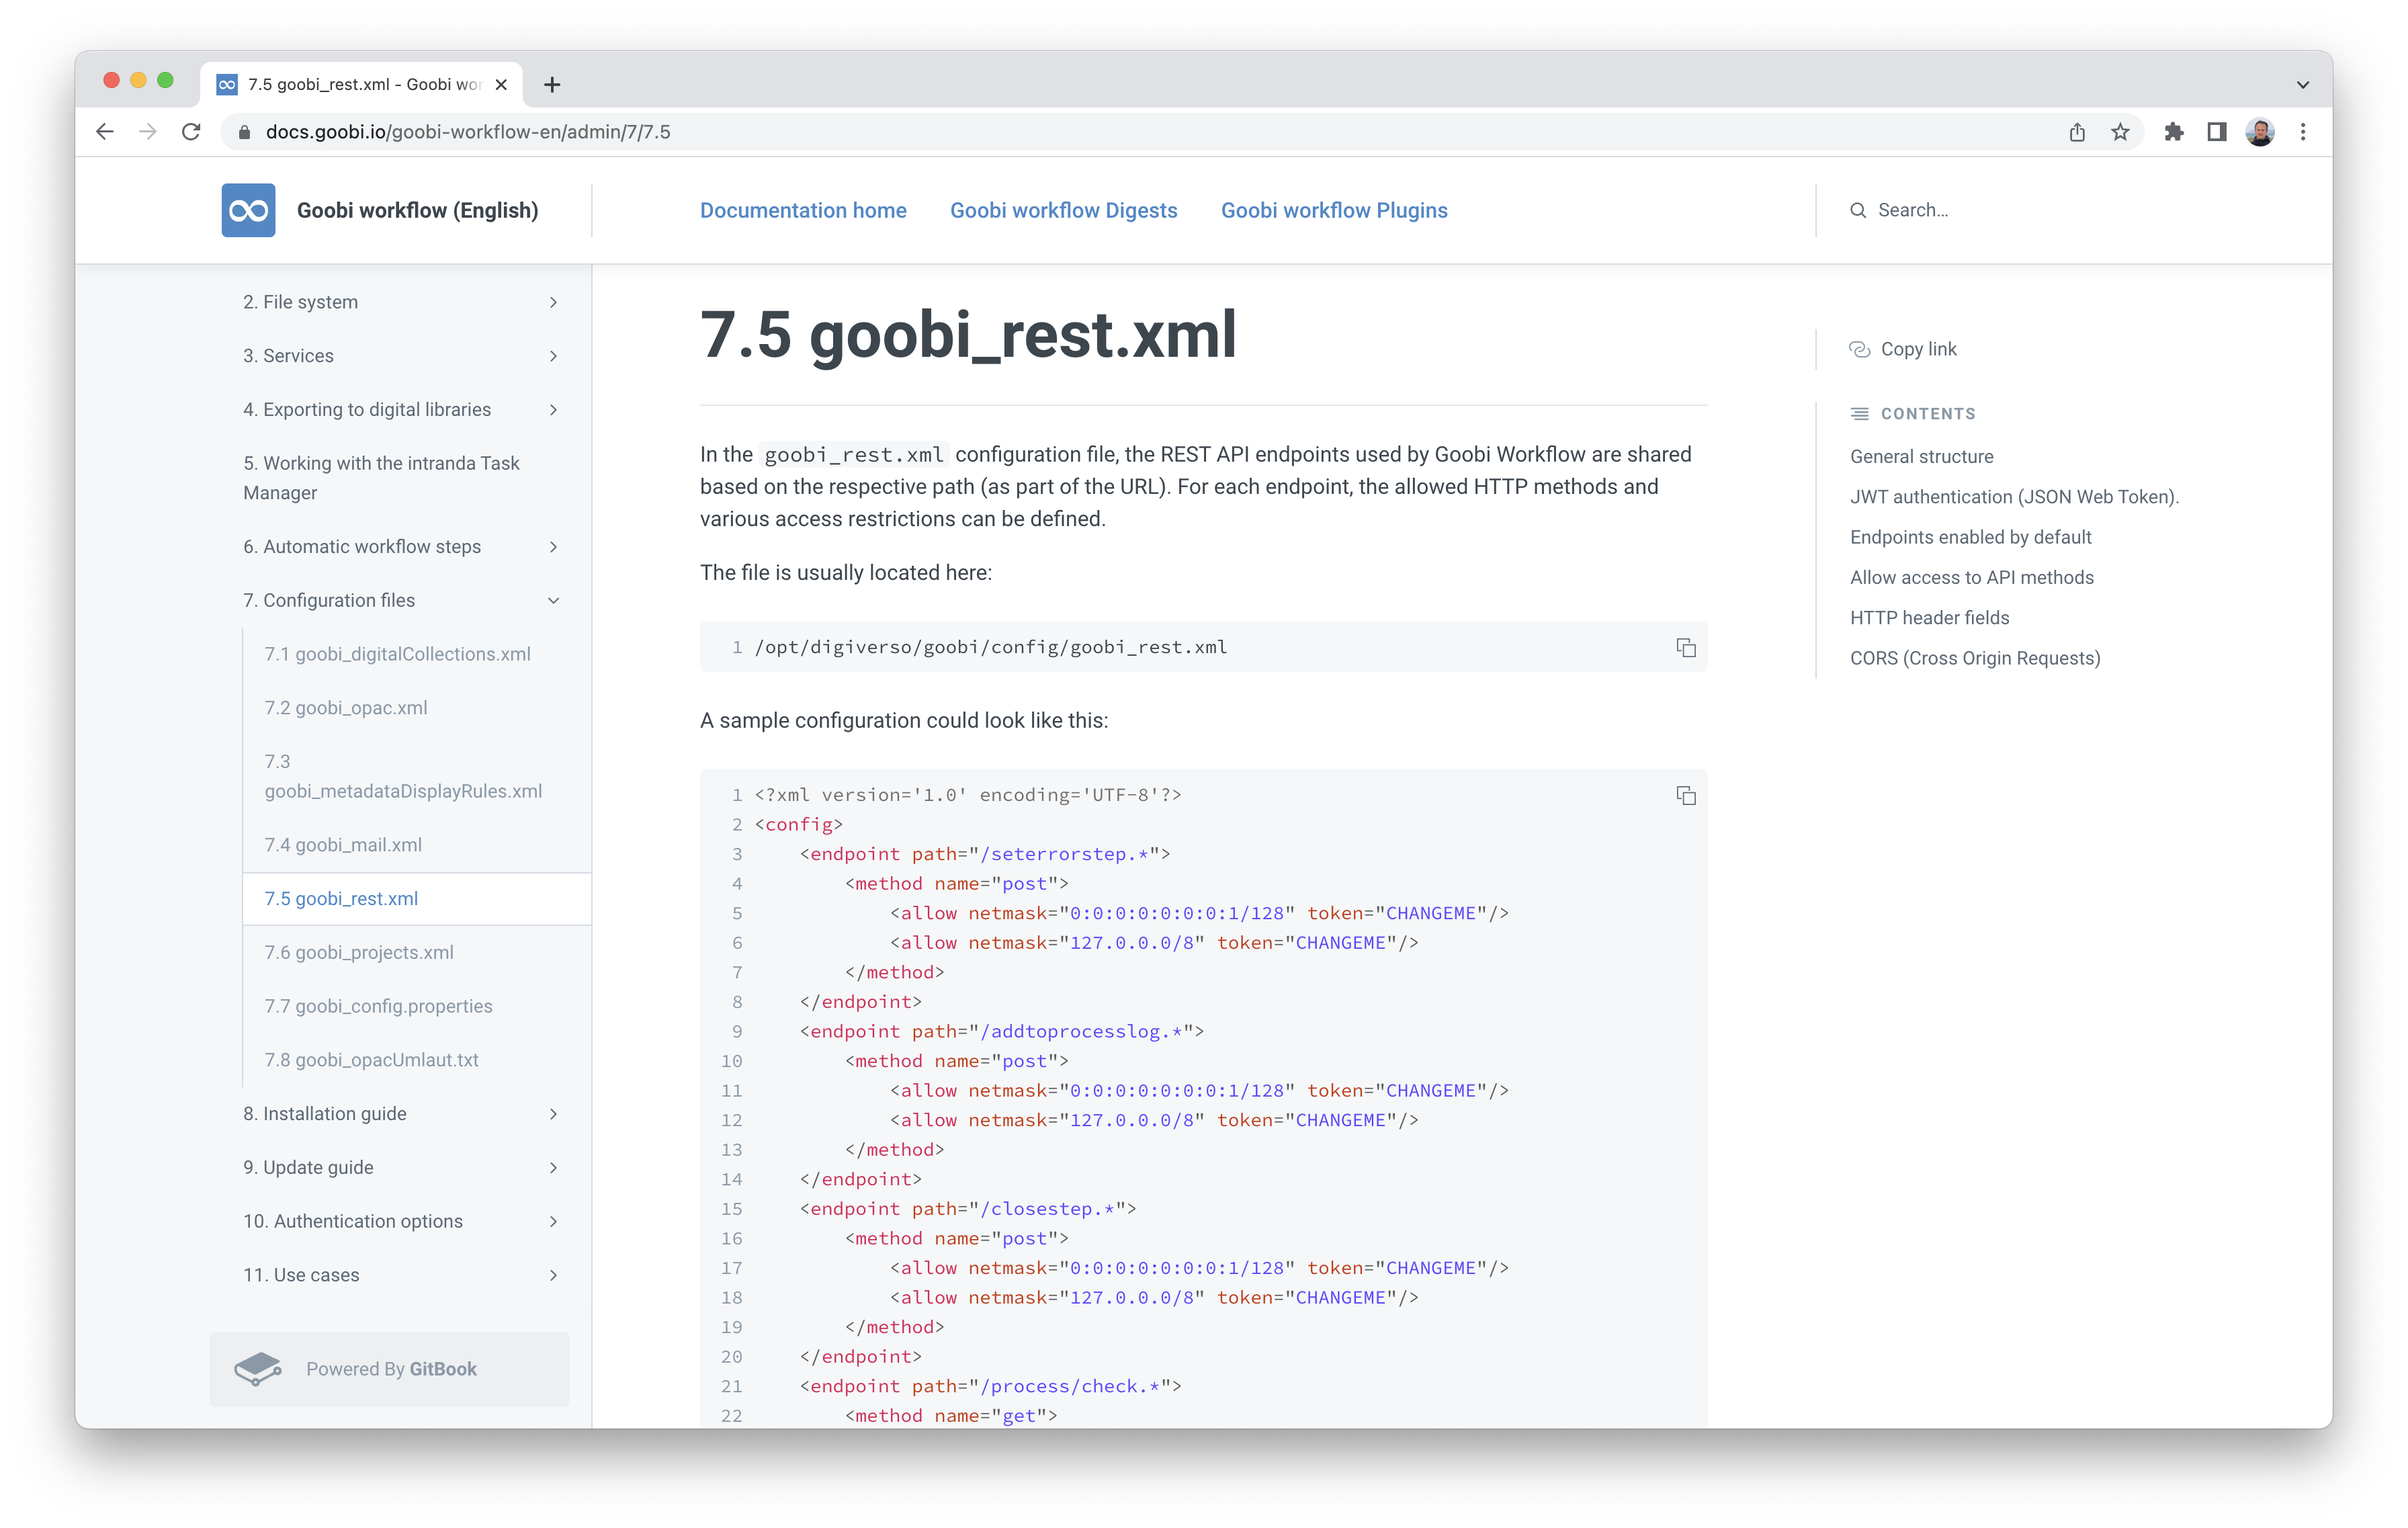 7.5 goobi_rest.xml - Goobi wor
docs.goobi.io/goobi-workflow-en/admin/7/7.5
Goobi workflow (English)
Documentation home
Goobi workflow Digests
Goobi workflow Plugins
Search...
2. File system
3. Services
4. Exporting to digital libraries
5. Working with the intranda Task
Manager
6. Automatic workflow steps
7. Configuration files
7.1 goobi_digitalCollections.xml
7.2 goobi_opac.xml
7.3
goobi_metadataDisplayRules.xml
7.4 goobi_mail.xml
7.5 goobi_rest.xml
7.6 goobi_projects.xml
7.7 goobi_config.properties
7.8 goobi_opacUmlaut.txt
8. Installation guide
9. Update guide
10. Authentication options
11. Use cases
Powered By GitBook
7.5 goobi_rest.xml
In the goobi_rest.xml configuration file, the REST API endpoints used by Goobi Workflow are shared
based on the respective path (as part of the URL). For each endpoint, the allowed HTTP methods and
various access restrictions can be defined.
The file is usually located here:
1 /opt/digiverso/goobi/config/goobi_rest.xml
A sample configuration could look like this:
1 <?xml version='1.0' encoding='UTF-8'?>
2 <config>
3     <endpoint path="/seterrorstep.*">
4         <method name="post">
5             <allow netmask="0:0:0:0:0:0:0:1/128" token="CHANGEME"/>
6             <allow netmask="127.0.0.0/8" token="CHANGEME"/>
7         </method>
8     </endpoint>
9     <endpoint path="/addtoprocesslog.*">
10         <method name="post">
11             <allow netmask="0:0:0:0:0:0:0:1/128" token="CHANGEME"/>
12             <allow netmask="127.0.0.0/8" token="CHANGEME"/>
13         </method>
14     </endpoint>
15     <endpoint path="/closestep.*">
16         <method name="post">
17             <allow netmask="0:0:0:0:0:0:0:1/128" token="CHANGEME"/>
18             <allow netmask="127.0.0.0/8" token="CHANGEME"/>
19         </method>
20     </endpoint>
21     <endpoint path="/process/check.*">
22         <method name="get">
Copy link
CONTENTS
General structure
JWT authentication (JSON Web Token).
Endpoints enabled by default
Allow access to API methods
HTTP header fields
CORS (Cross Origin Requests)